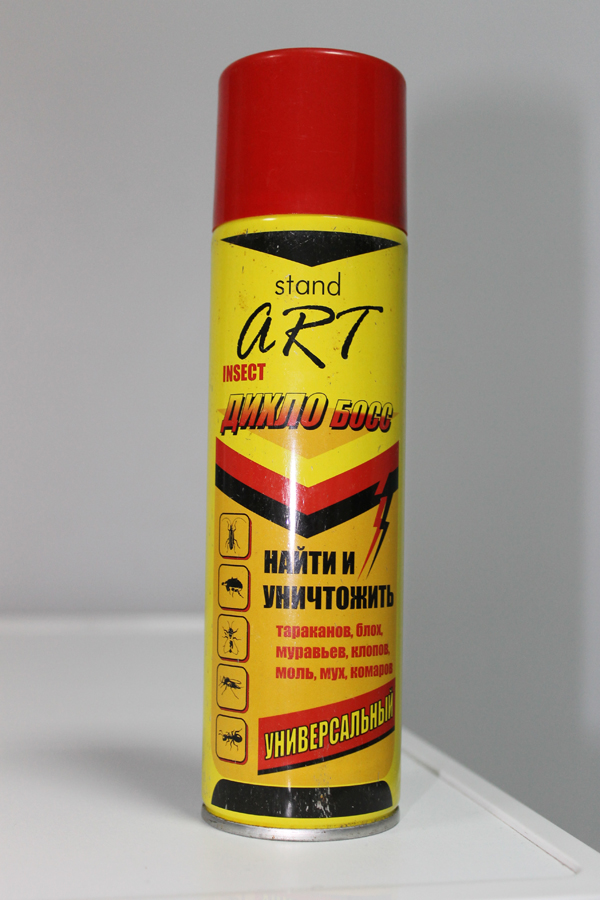 stand
ART
INSECT
ДИХЛО БОСС
НАЙТИ И
УНИЧТОЖИТЬ
тараканов, блох,
муравьев, клопов,
моль, мух, комаров
УНИВЕРСАЛЬНЫЙ